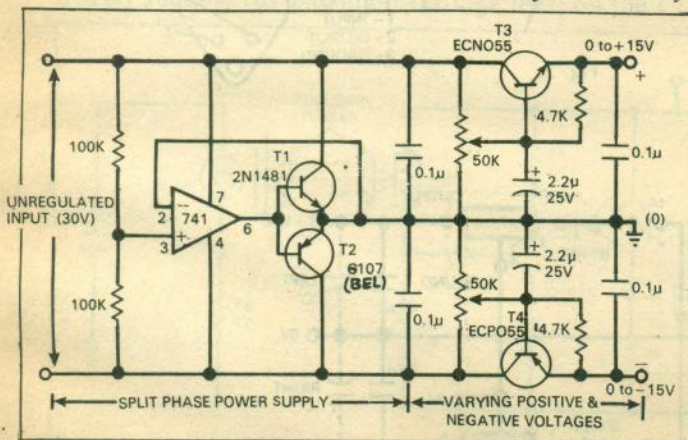 T3
ECNO55
0 to+15V
+
4.7K
100K
T1
2N1481
50K
0.1µ
0.1µ
+
2.2µ
25V
UNREGULATED
INPUT (30V)
7
2
−
741
6
+
3
4
(0)
T2
6107
(BEL)
+
2.2µ
25V
100K
50K
0.1µ
0.1µ
T4
ECPO55
4.7K
−
0 to−15V
SPLIT PHASE POWER SUPPLY
VARYING POSITIVE &
NEGATIVE VOLTAGES